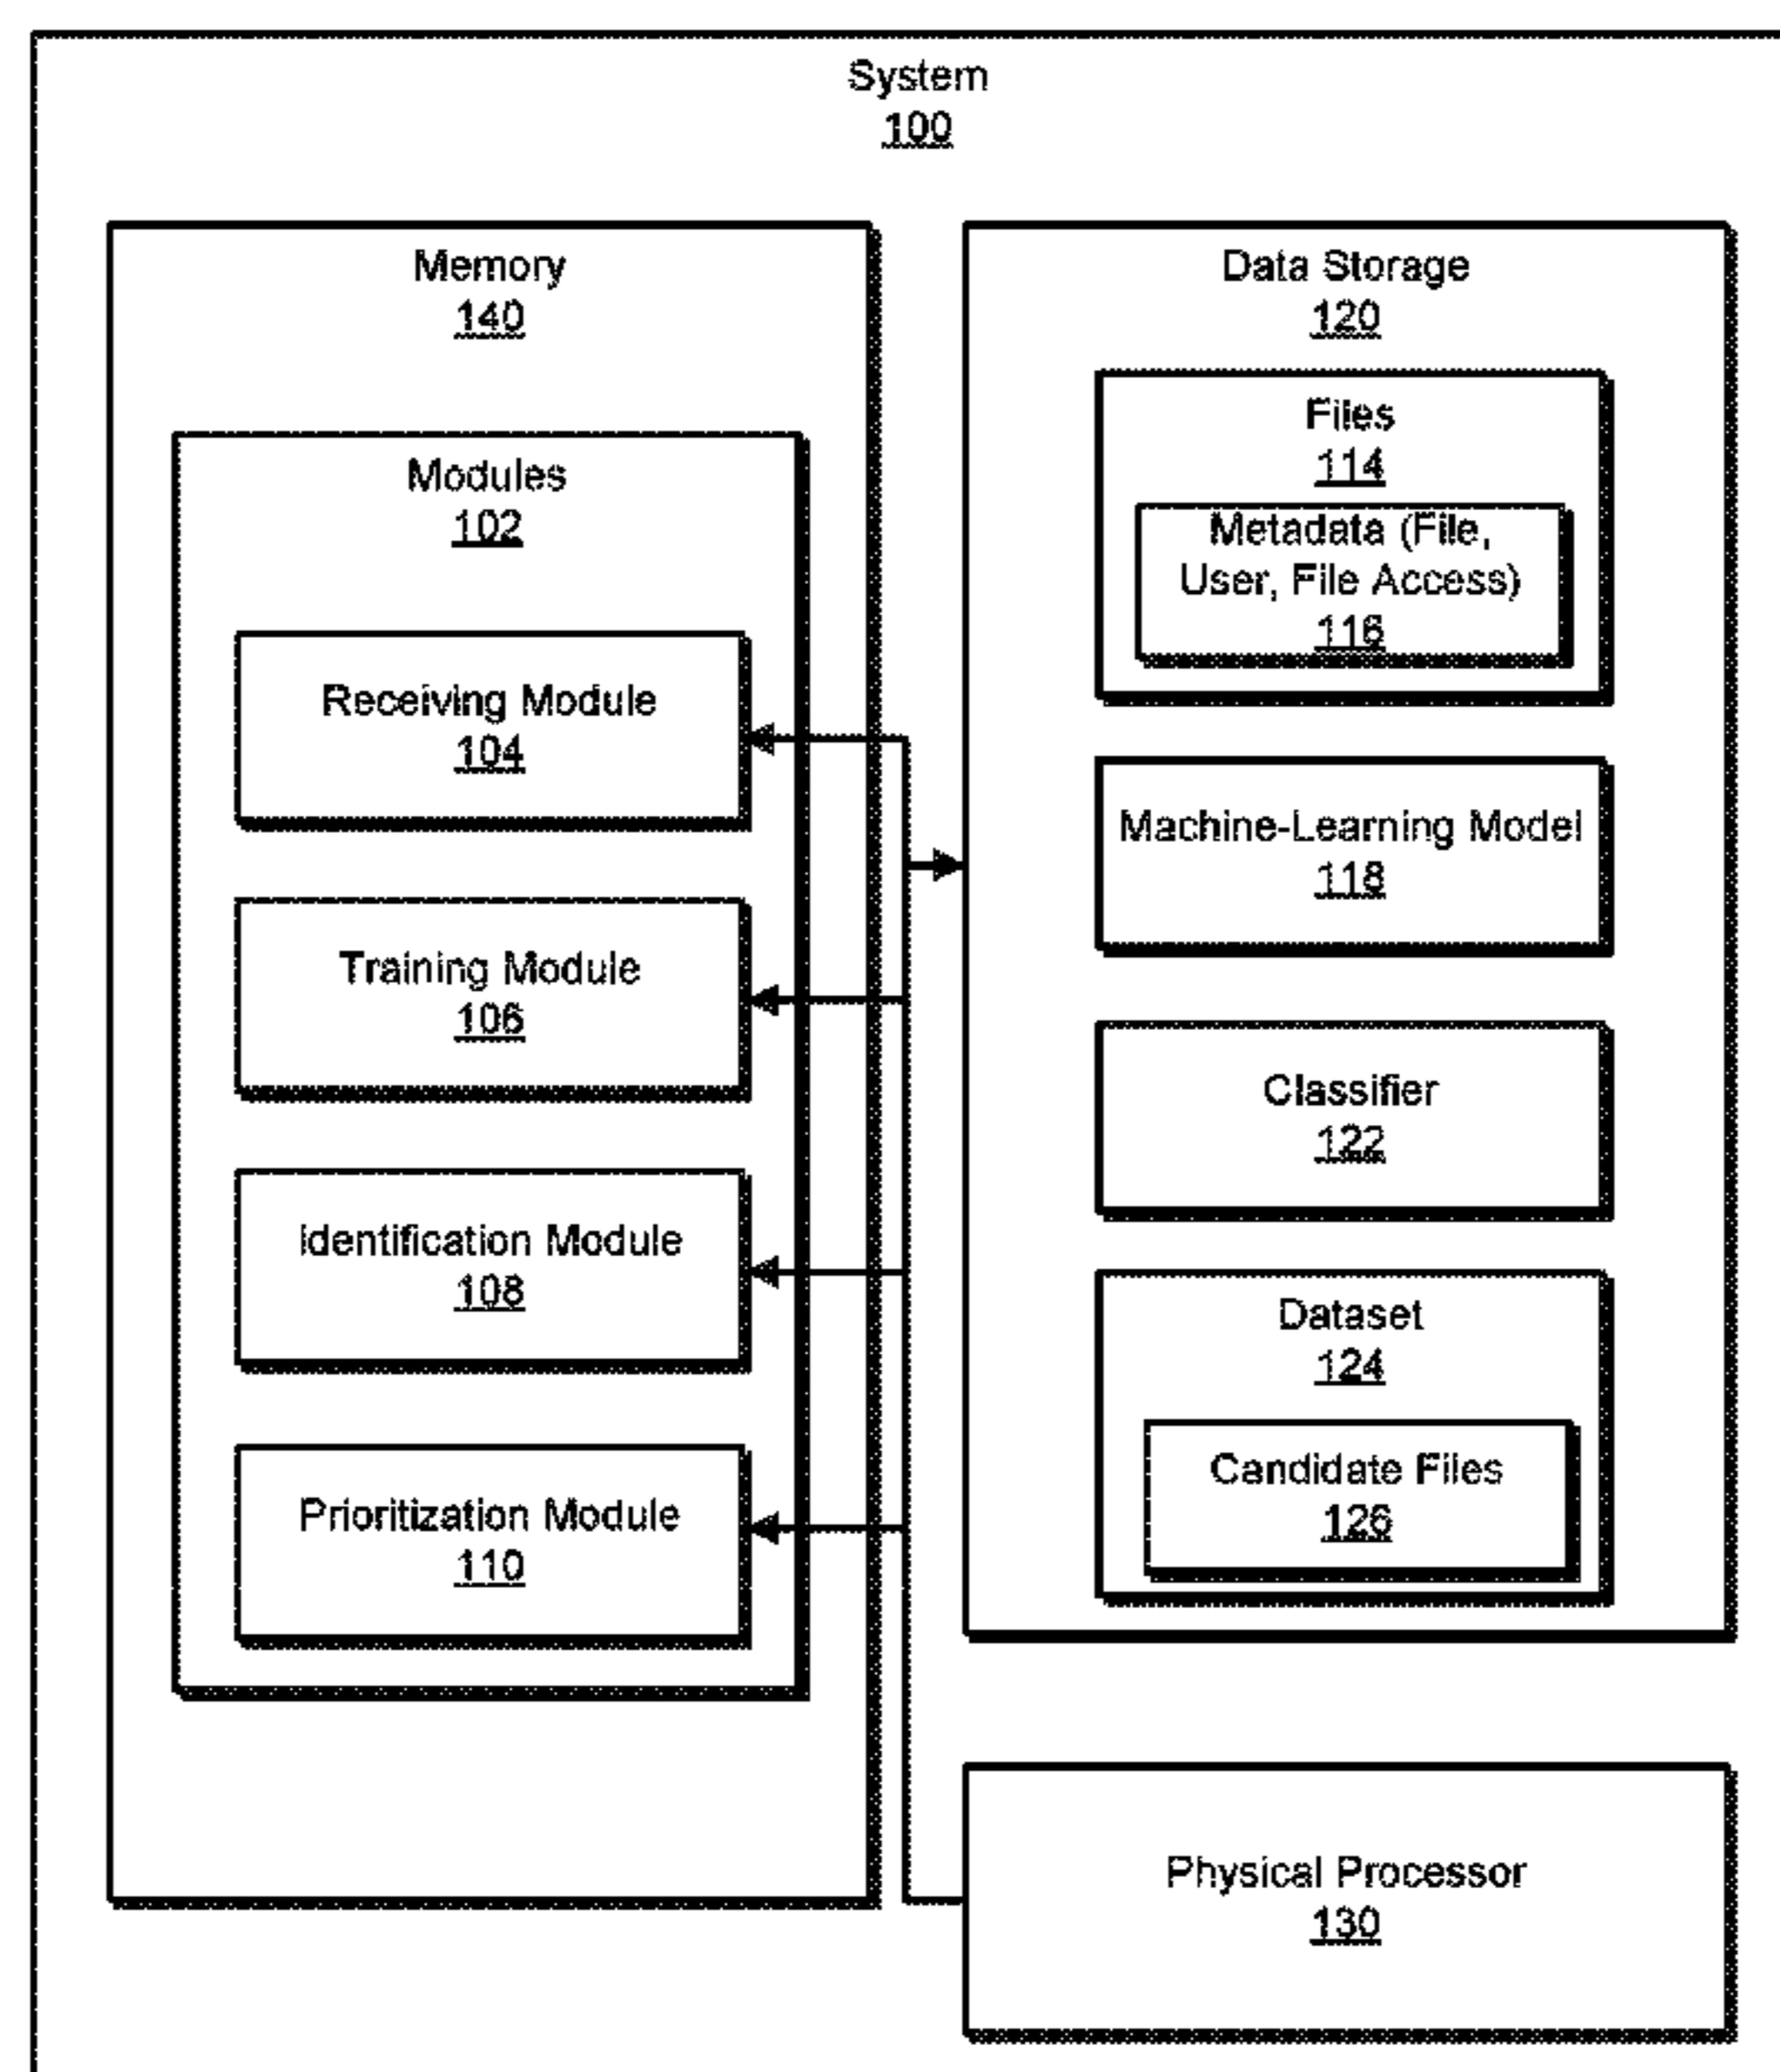 System
100
Memory
140
Modules
102
Receiving Module
104
Training Module
106
Identification Module
108
Prioritization Module
110
Data Storage
120
Files
114
Metadata (File,
User, File Access)
116
Machine-Learning Model
118
Classifier
122
Dataset
124
Candidate Files
126
Physical Processor
130